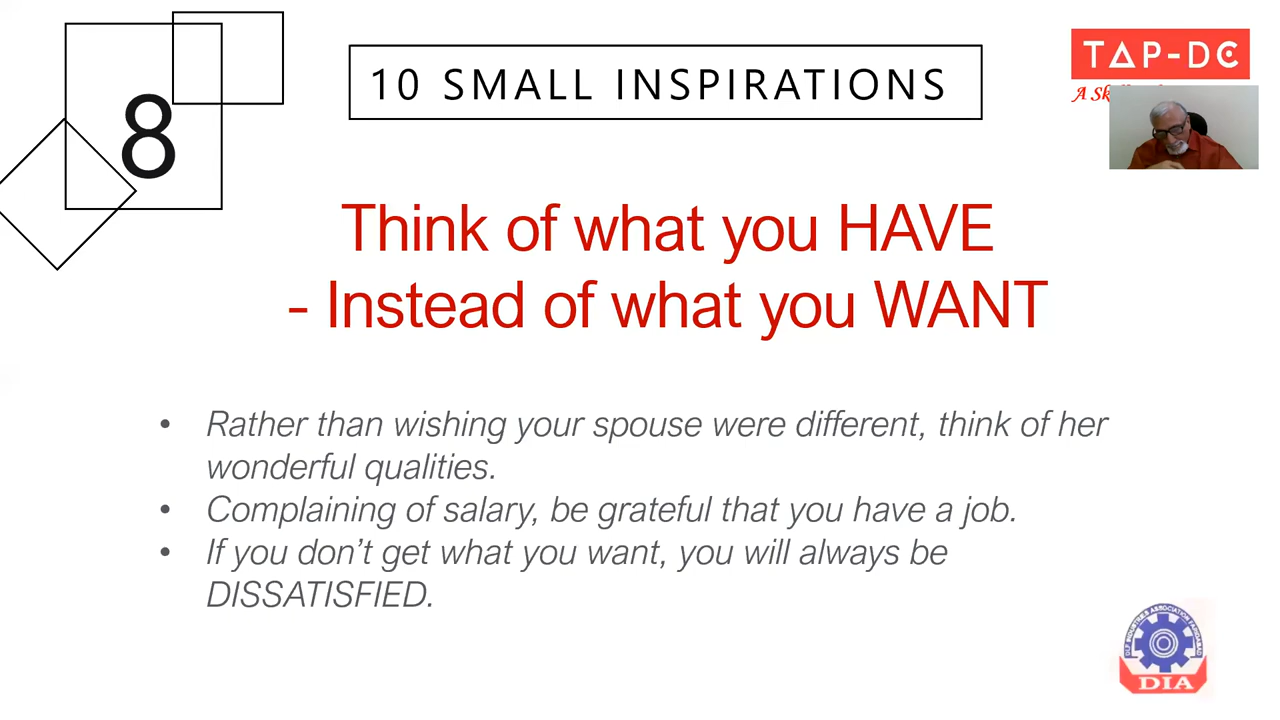 8
10 SMALL INSPIRATIONS
TAP-DC
Think of what you HAVE
- Instead of what you WANT
• Rather than wishing your spouse were different, think of her
wonderful qualities.
• Complaining of salary, be grateful that you have a job.
• If you don’t get what you want, you will always be
DISSATISFIED.
DIA